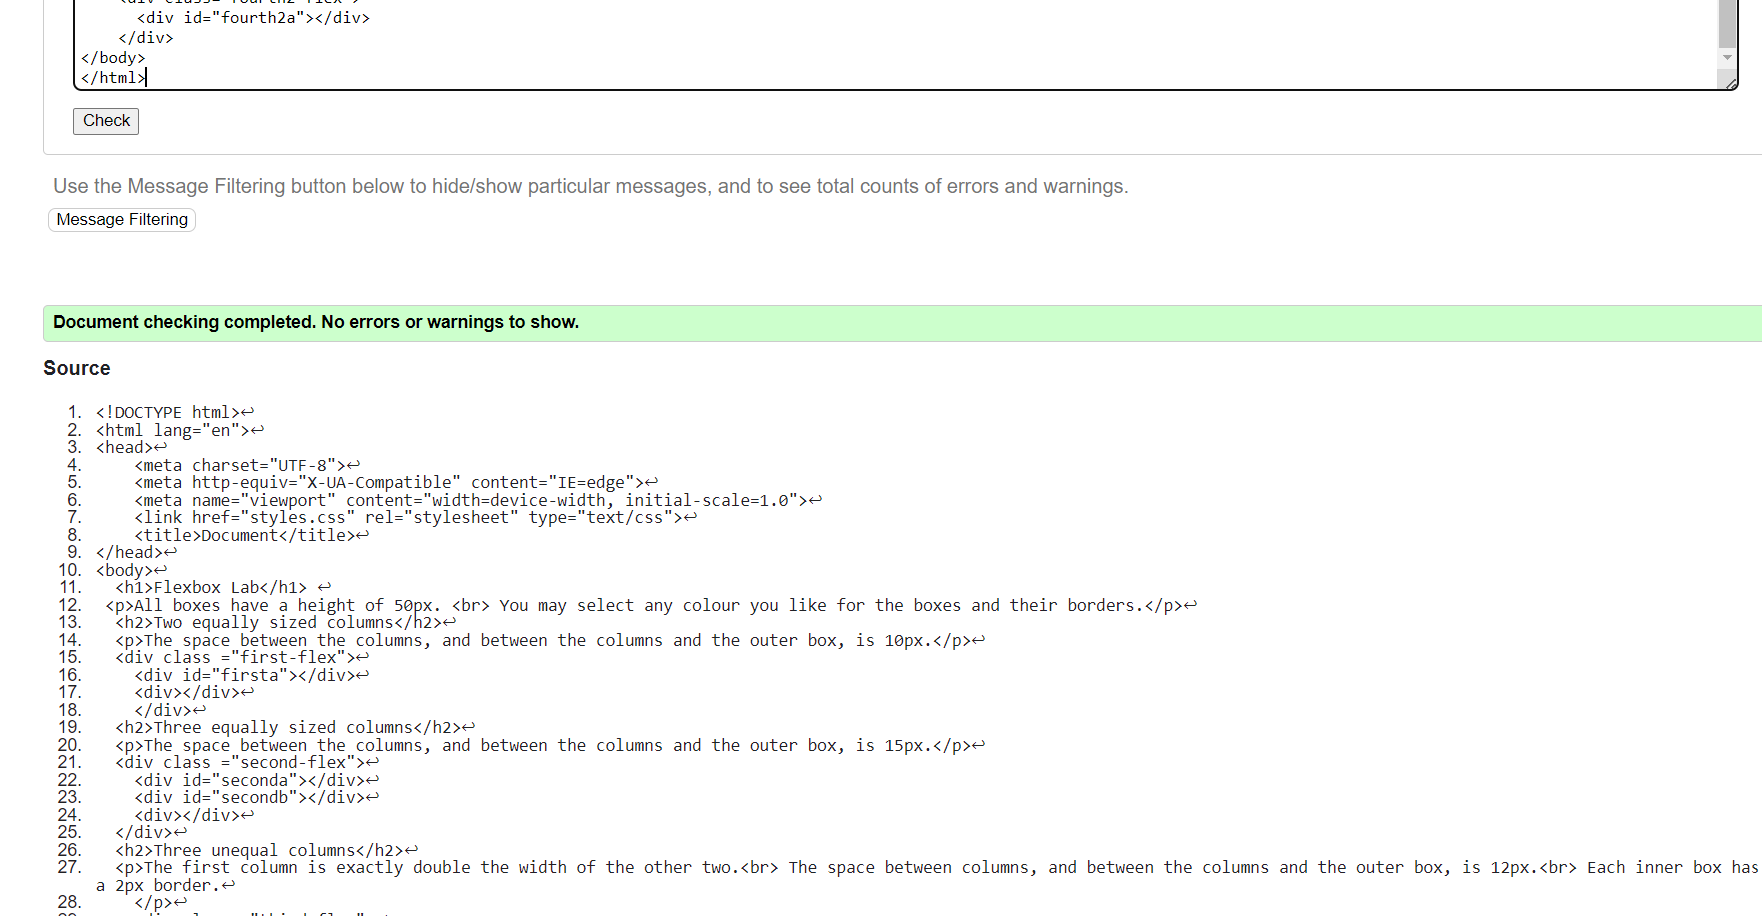 <div id="fourth2a"></div>
</div>
</body>
</html>
Check
Use the Message Filtering button below to hide/show particular messages, and to see total counts of errors and warnings.
Message Filtering
Document checking completed. No errors or warnings to show.
Source
1. <!DOCTYPE html>↩
2. <html lang="en">↩
3. <head>↩
4. <meta charset="UTF-8">↩
5. <meta http-equiv="X-UA-Compatible" content="IE=edge">↩
6. <meta name="viewport" content="width=device-width, initial-scale=1.0">↩
7. <link href="styles.css" rel="stylesheet" type="text/css">↩
8. <title>Document</title>↩
9. </head>↩
10. <body>↩
11. <h1>Flexbox Lab</h1> ↩
12. <p>All boxes have a height of 50px. <br> You may select any colour you like for the boxes and their borders.</p>↩
13. <h2>Two equally sized columns</h2>↩
14. <p>The space between the columns, and between the columns and the outer box, is 10px.</p>↩
15. <div class ="first-flex">↩
16. <div id="firsta"></div>↩
17. <div></div>↩
18. </div>↩
19. <h2>Three equally sized columns</h2>↩
20. <p>The space between the columns, and between the columns and the outer box, is 15px.</p>↩
21. <div class ="second-flex">↩
22. <div id="seconda"></div>↩
23. <div id="secondb"></div>↩
24. <div></div>↩
25. </div>↩
26. <h2>Three unequal columns</h2>↩
27. <p>The first column is exactly double the width of the other two.<br> The space between columns, and between the columns and the outer box, is 12px.<br> Each inner box has
a 2px border.↩
28. </p>↩